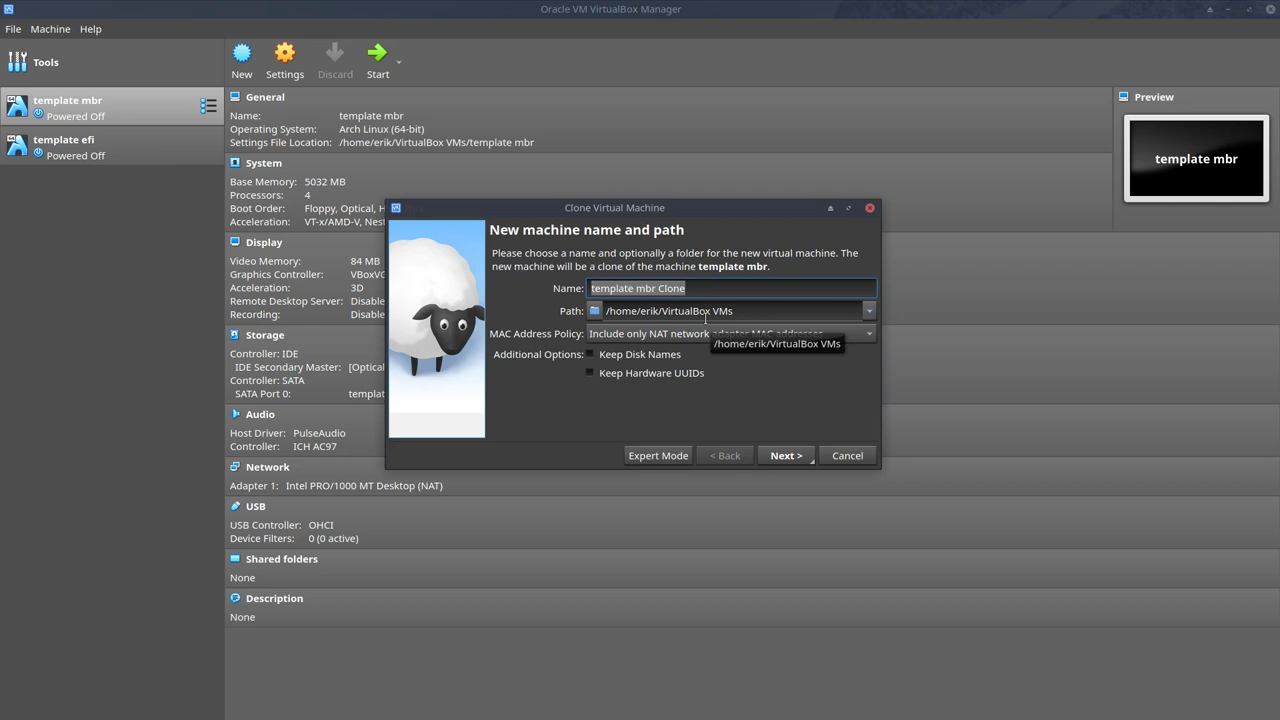 Oracle VM VirtualBox Manager
File Machine Help
Tools
New
Settings
Discard
Start
template mbr
Powered Off
template efi
Powered Off
General
Name: template mbr
Operating System: Arch Linux (64-bit)
Settings File Location: /home/erik/VirtualBox VMs/template mbr
System
Base Memory: 5032 MB
Processors: 4
Boot Order: Floppy, Optical, H
Acceleration: VT-x/AMD-V, Nest
Display
Video Memory: 84 MB
Graphics Controller: VBoxVG
Acceleration: 3D
Remote Desktop Server: Disable
Recording: Disable
Storage
Controller: IDE
IDE Secondary Master: [Optical
Controller: SATA
SATA Port 0: templat
Audio
Host Driver: PulseAudio
Controller: ICH AC97
Network
Adapter 1: Intel PRO/1000 MT Desktop (NAT)
USB
USB Controller: OHCI
Device Filters: 0 (0 active)
Shared folders
None
Description
None
Preview
template mbr
Clone Virtual Machine
New machine name and path
Please choose a name and optionally a folder for the new virtual machine. The
new machine will be a clone of the machine template mbr.
Name: template mbr Clone
Path: /home/erik/VirtualBox VMs
MAC Address Policy: Include only NAT network adapter MAC addresses
/home/erik/VirtualBox VMs
Additional Options: Keep Disk Names
Keep Hardware UUIDs
Expert Mode
< Back
Next >
Cancel